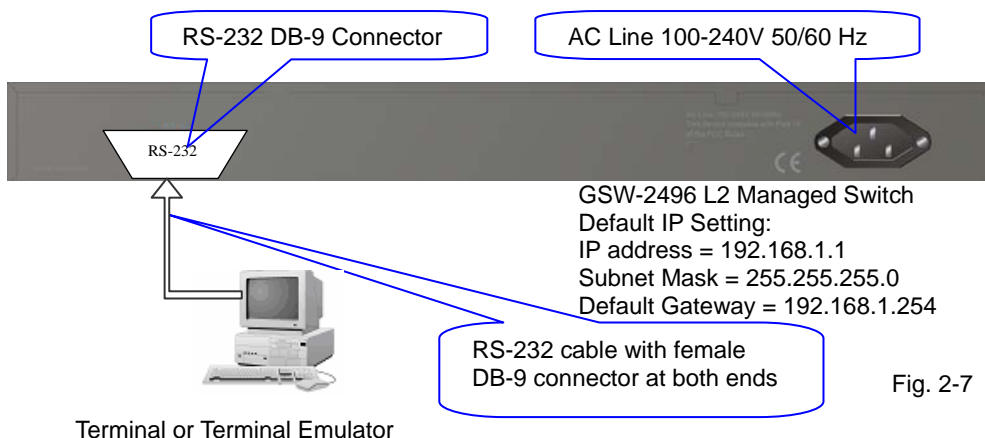 RS-232 DB-9 Connector
AC Line 100-240V 50/60 Hz
RS-232
CE
GSW-2496 L2 Managed Switch
Default IP Setting:
IP address = 192.168.1.1
Subnet Mask = 255.255.255.0
Default Gateway = 192.168.1.254
RS-232 cable with female
DB-9 connector at both ends
Fig. 2-7
Terminal or Terminal Emulator